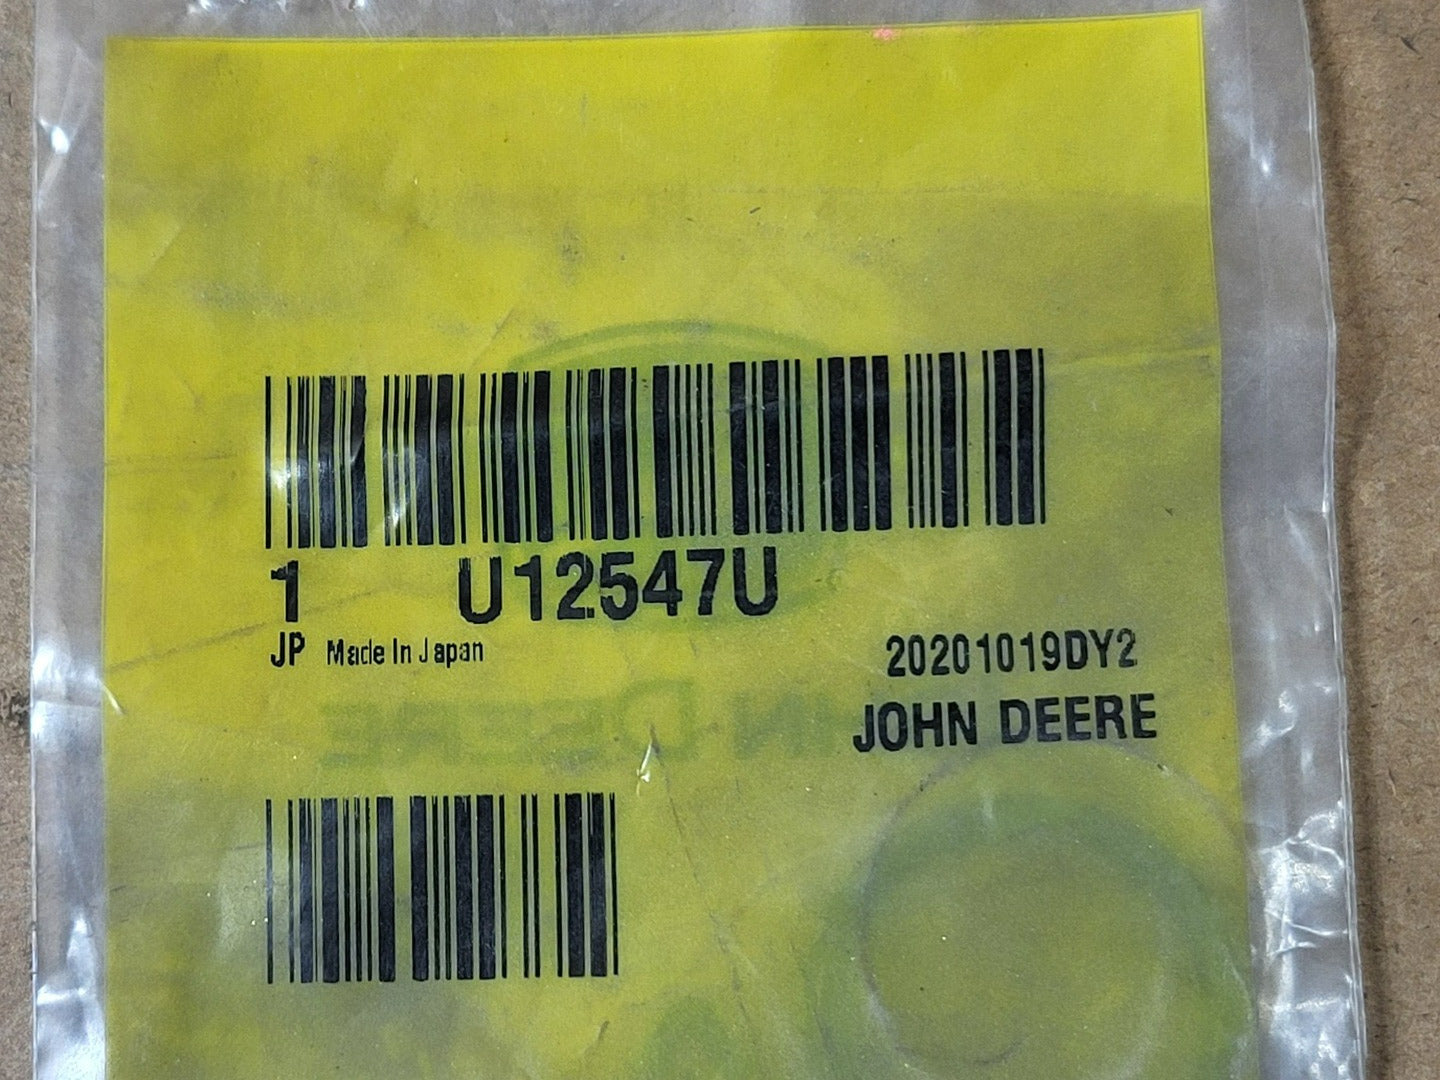 1 U12547U
JP Made In Japan
20201019DY2
JOHN DEERE